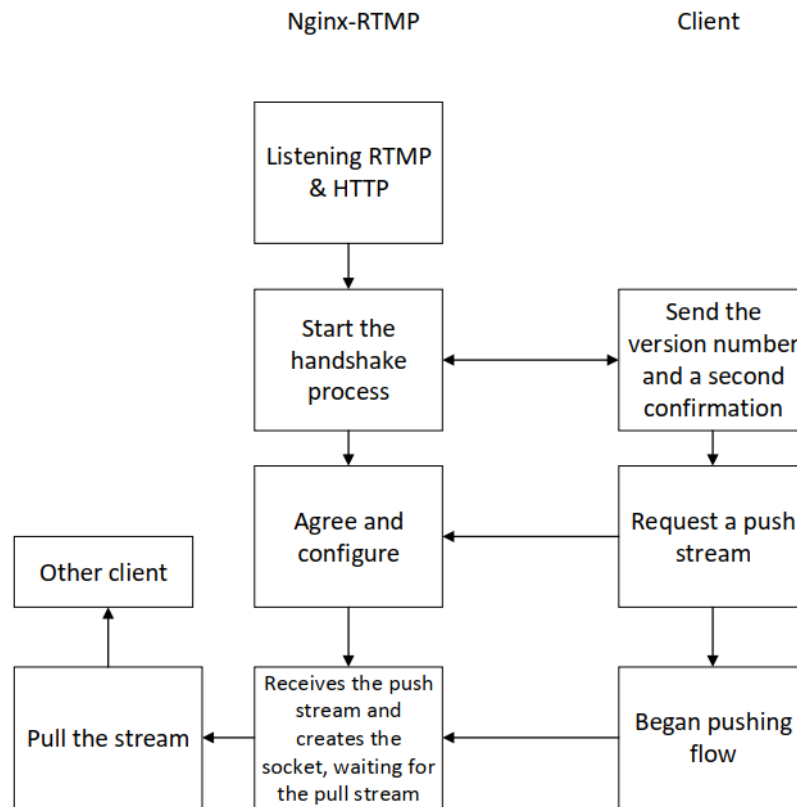 Nginx-RTMP
Client
Listening RTMP
& HTTP
Start the
handshake
process
Send the
version number
and a second
confirmation
Agree and
configure
Request a push
stream
Other client
Pull the stream
Receives the push
stream and
creates the
socket, waiting for
the pull stream
Began pushing
flow